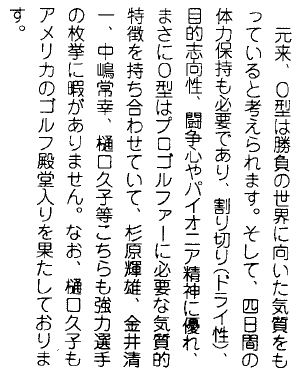 元来、O型は勝負の世界に向いた気質をも
っていると考えられます。そして、四日間の
体力保持も必要であり、割り切り(ドライ性)、
目的志向性、闘争心やパイオニア精神に優れ、
まさにO型はプロゴルファーに必要な気質的
特徴を持ち合わせていて、杉原輝雄、金井清
一、中嶋常幸、樋口久子等こちらも強力選手
の枚挙に暇がありません。なお、樋口久子も
アメリカのゴルフ殿堂入りを果たしておりま
す。